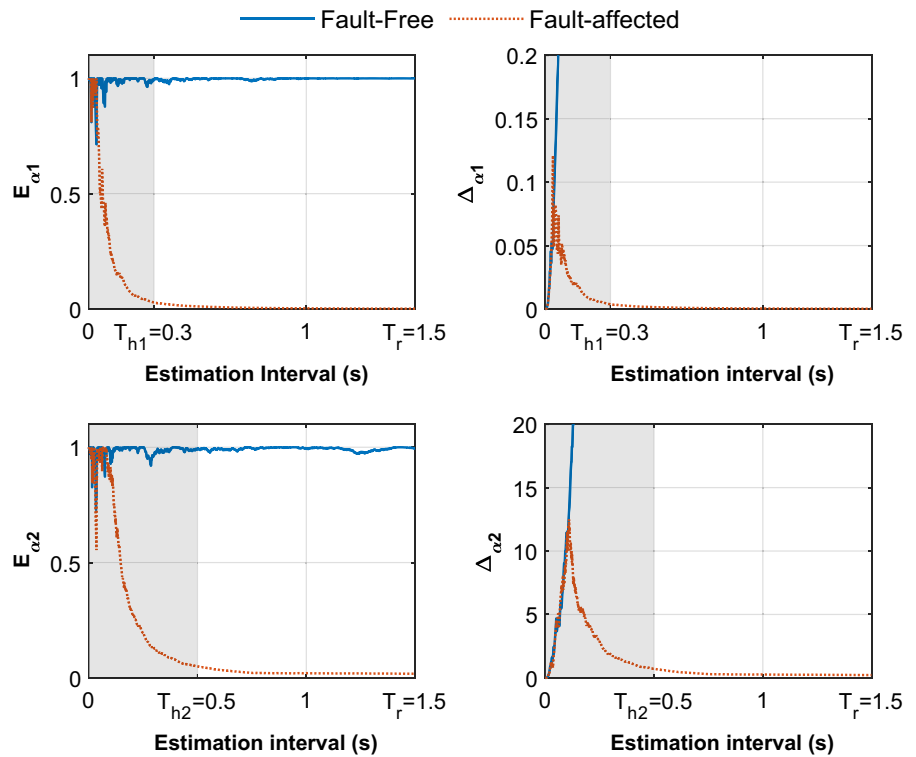 Fault-Free Fault-affected
1
0.5
0
E_α1
0 T_h1=0.3 1 T_r=1.5
Estimation Interval (s)
0.2
0.15
0.1
0.05
0
Δ_α1
0 T_h1=0.3 1 T_r=1.5
Estimation interval (s)
1
0.5
0
E_α2
0 T_h2=0.5 1 T_r=1.5
Estimation interval (s)
20
15
10
5
0
Δ_α2
0 T_h2=0.5 1 T_r=1.5
Estimation interval (s)